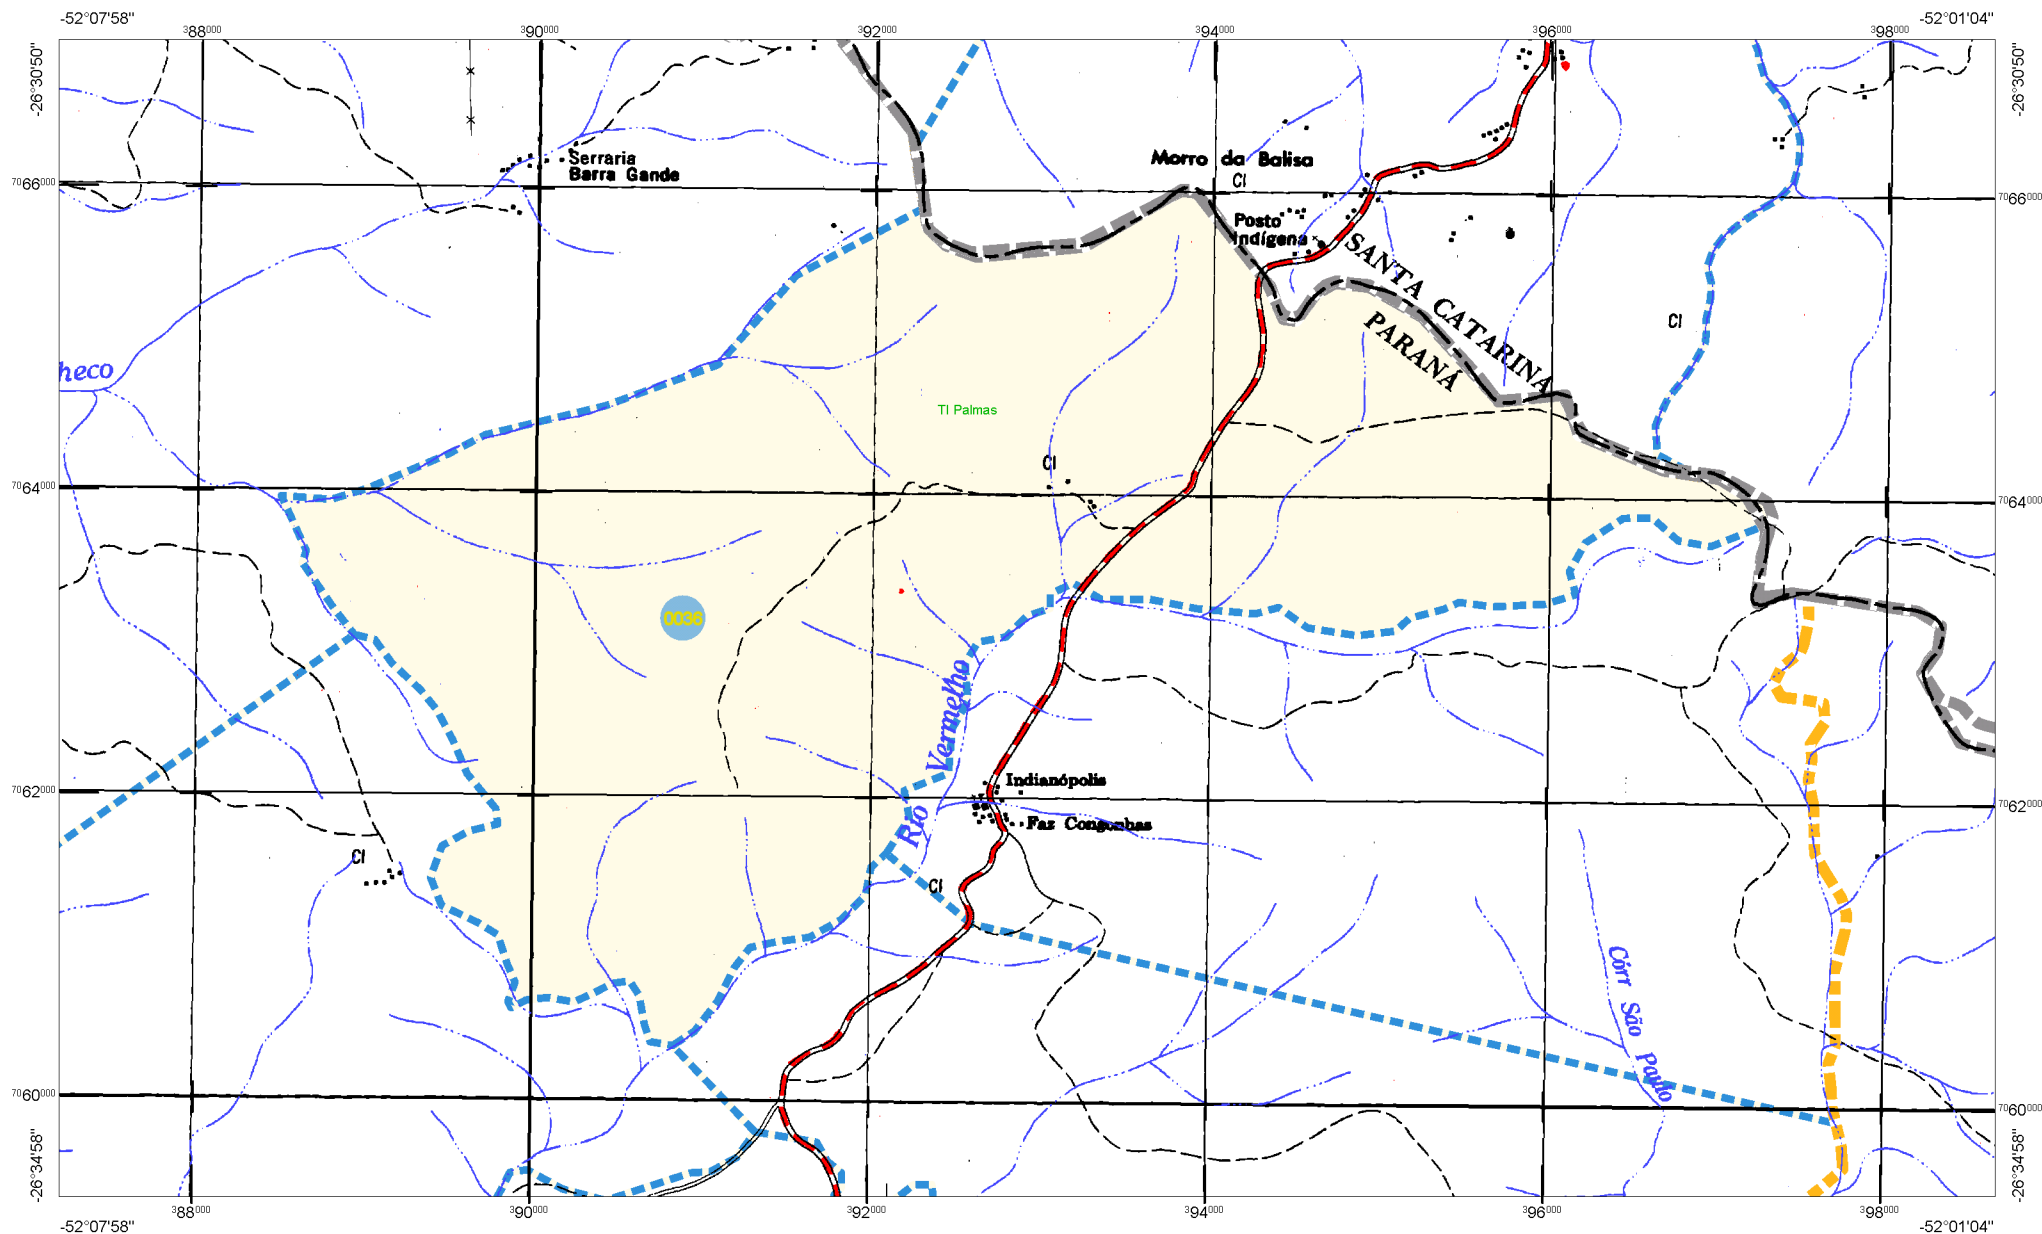 -52°07'58"
-52°01'04"
388000
390000
392000
394000
396000
398000
-26°30'50"
-26°30'50"
Serraria
Barra Gande
Morro da Balisa
CI
7066000
7066000
Posto
Indígena
SANTA CATARINA
PARANÁ
CI
heco
TI Palmas
CI
7064000
7064000
0036
Rio Vermelho
Indianópolis
7062000
7062000
Faz Congonhas
CI
CI
Córr São Paulo
7060000
7060000
-26°34'58"
-26°34'58"
388000
390000
392000
394000
396000
398000
-52°07'58"
-52°01'04"